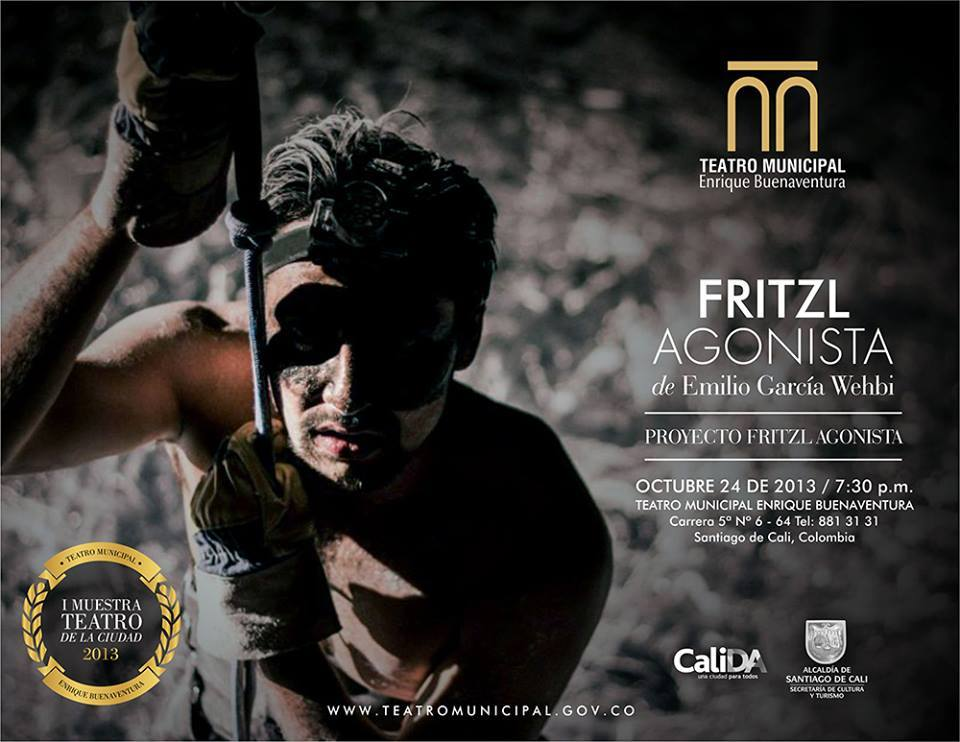 TEATRO MUNICIPAL
Enrique Buenaventura
FRITZL
AGONISTA
de Emilio García Wehbi
PROYECTO FRITZL AGONISTA
OCTUBRE 24 DE 2013 / 7:30 p.m.
TEATRO MUNICIPAL ENRIQUE BUENAVENTURA
Carrera 5ª Nº 6 - 64 Tel: 881 31 31
Santiago de Cali, Colombia
• TEATRO MUNICIPAL •
I MUESTRA
TEATRO
DE LA CIUDAD
2013
ENRIQUE BUENAVENTURA
CaliDA
una ciudad para todos
ALCALDÍA DE
SANTIAGO DE CALI
SECRETARÍA DE CULTURA
Y TURISMO
WWW.TEATROMUNICIPAL.GOV.CO